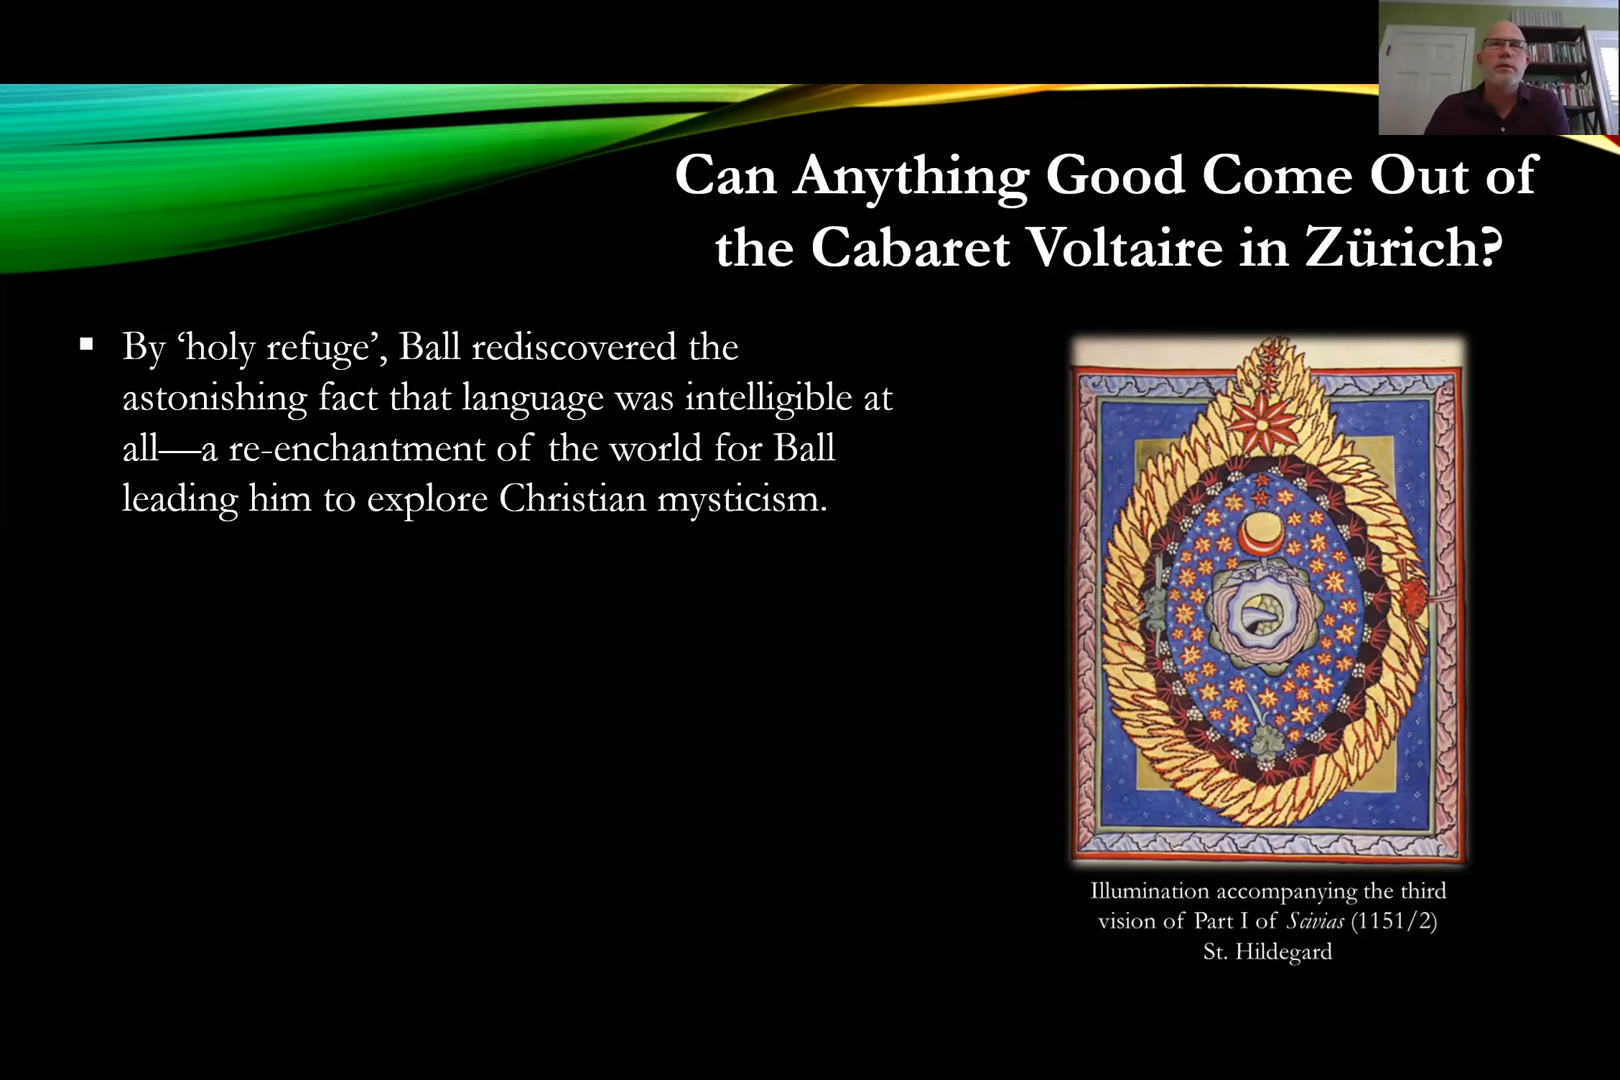 Can Anything Good Come Out of
the Cabaret Voltaire in Zürich?
▪ By ‘holy refuge’, Ball rediscovered the
astonishing fact that language was intelligible at
all—a re-enchantment of the world for Ball
leading him to explore Christian mysticism.
Illumination accompanying the third
vision of Part I of Scivias (1151/2)
St. Hildegard